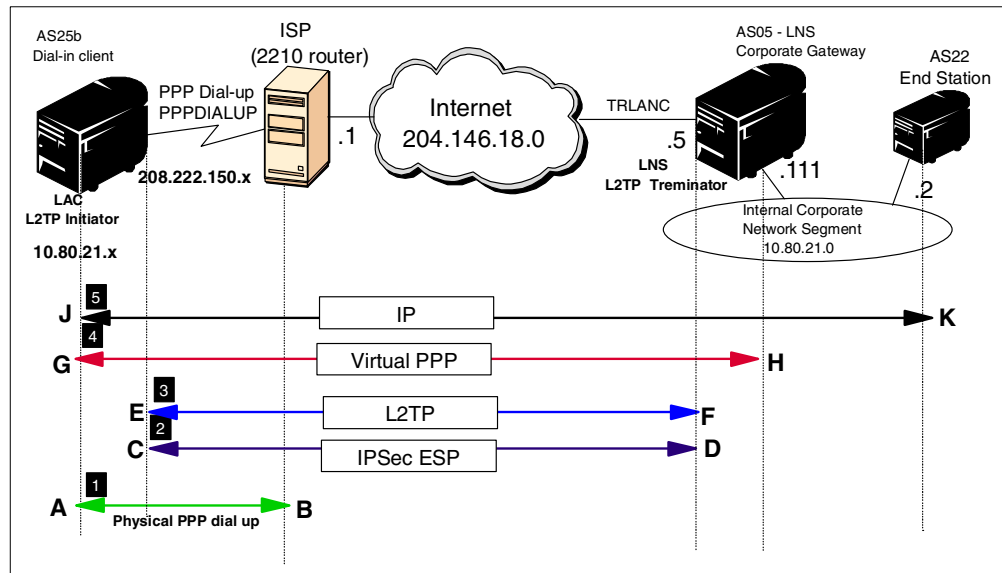 AS25b
Dial-in client
ISP
(2210 router)
AS05 - LNS
Corporate Gateway
AS22
End Station
PPP Dial-up
PPPDIALUP
.1
Internet
204.146.18.0
TRLANC
.5
LNS
L2TP Treminator
.111
.2
208.222.150.x
LAC
L2TP Initiator
10.80.21.x
Internal Corporate
Network Segment
10.80.21.0
5
J
IP
K
4
G
Virtual PPP
H
3
E
L2TP
F
2
C
IPSec ESP
D
1
A
B
Physical PPP dial up